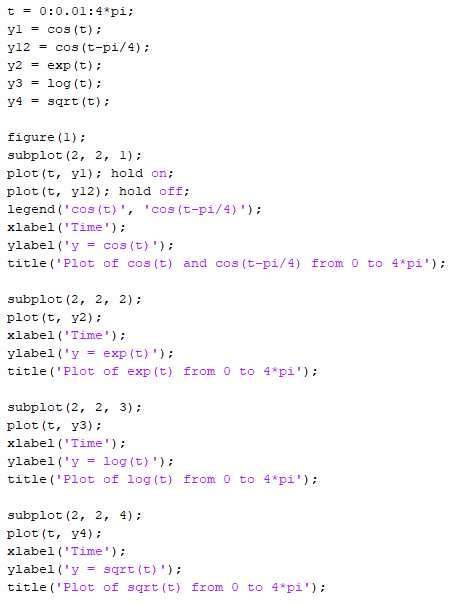 t = 0:0.01:4*pi;
y1 = cos(t);
y12 = cos(t-pi/4);
y2 = exp(t);
y3 = log(t);
y4 = sqrt(t);
figure(1);
subplot(2, 2, 1);
plot(t, y1); hold on;
plot(t, y12); hold off;
legend('cos(t)', 'cos(t-pi/4)');
xlabel('Time');
ylabel('y = cos(t)');
title('Plot of cos(t) and cos(t-pi/4) from 0 to 4*pi');
subplot(2, 2, 2);
plot(t, y2);
xlabel('Time');
ylabel('y = exp(t)');
title('Plot of exp(t) from 0 to 4*pi');
subplot(2, 2, 3);
plot(t, y3);
xlabel('Time');
ylabel('y = log(t)');
title('Plot of log(t) from 0 to 4*pi');
subplot(2, 2, 4);
plot(t, y4);
xlabel('Time');
ylabel('y = sqrt(t)');
title('Plot of sqrt(t) from 0 to 4*pi');